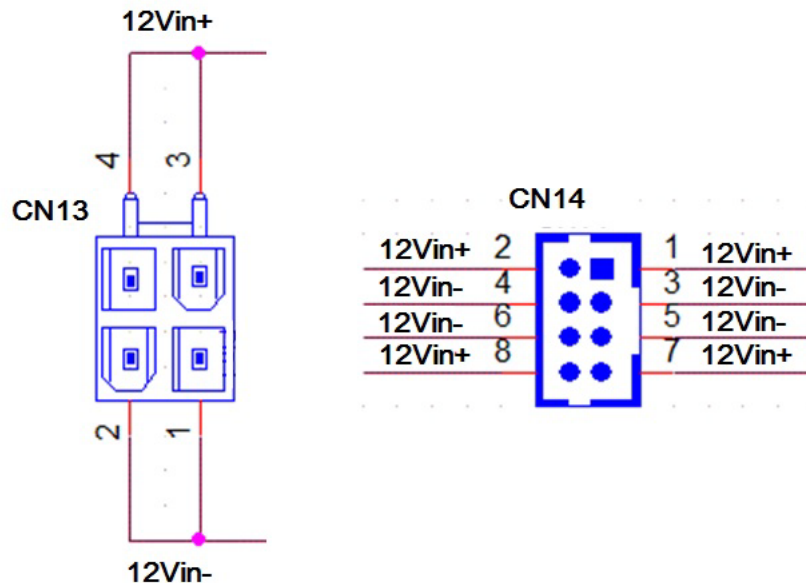 12Vin+
4 3
CN13
2 1
12Vin-
CN14
12Vin+ 2 1 12Vin+
12Vin- 4 3 12Vin-
12Vin- 6 5 12Vin-
12Vin+ 8 7 12Vin+